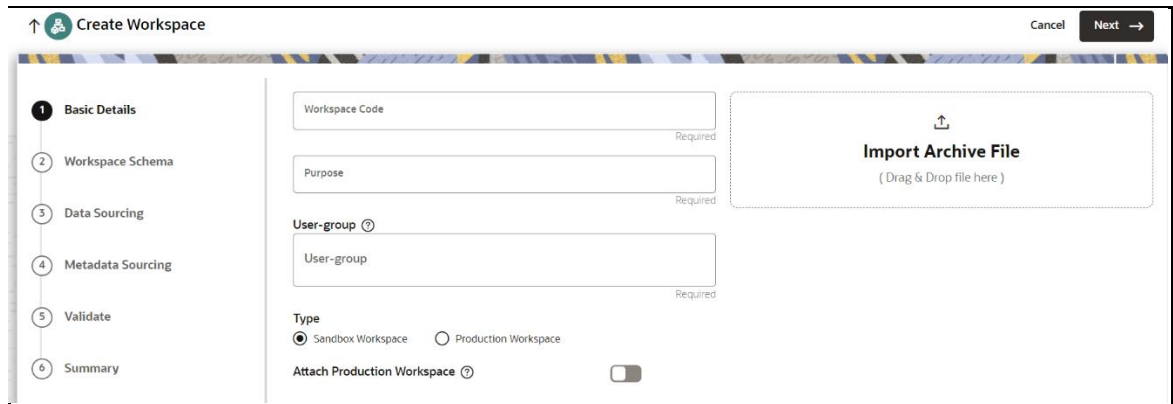 Create Workspace
Cancel
Next →
1 Basic Details
2 Workspace Schema
3 Data Sourcing
4 Metadata Sourcing
5 Validate
6 Summary
Workspace Code
Required
Purpose
Required
User-group ?
User-group
Required
Type
Sandbox Workspace Production Workspace
Attach Production Workspace ?
Import Archive File
( Drag & Drop file here )